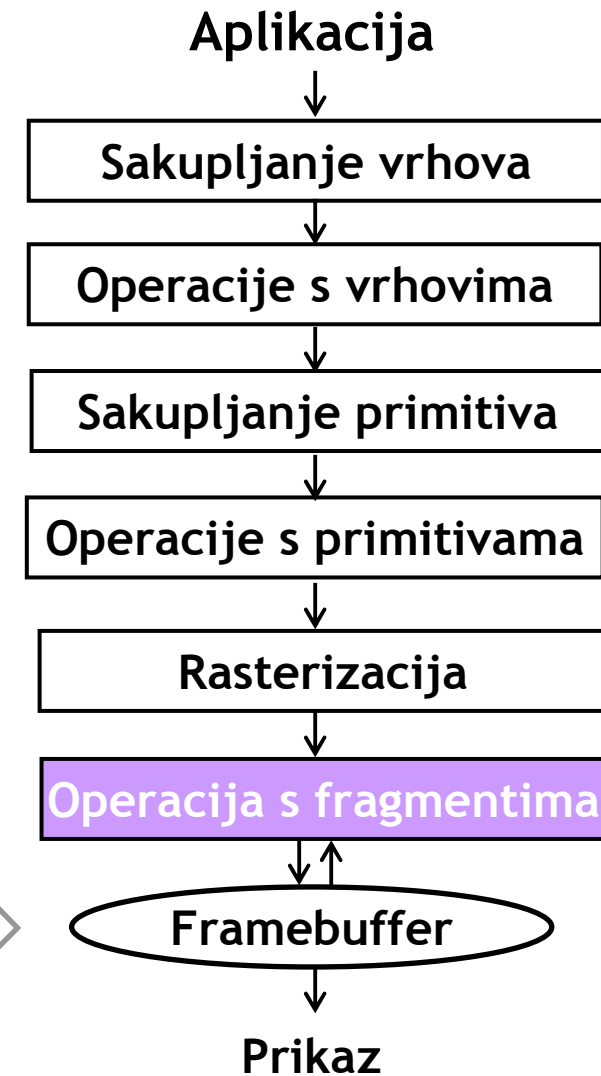 Aplikacija
Sakupljanje vrhova
Operacije s vrhovima
Sakupljanje primitiva
Operacije s primitivama
Rasterizacija
Operacija s fragmentima
Framebuffer
Prikaz